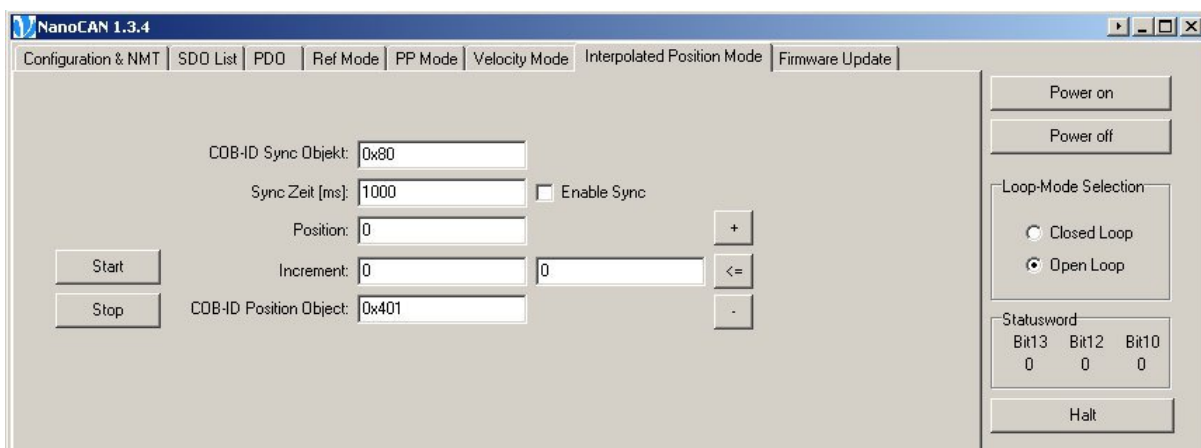 NanoCAN 1.3.4
Configuration & NMT SDO List PDO Ref Mode PP Mode Velocity Mode Interpolated Position Mode Firmware Update
COB-ID Sync Objekt: 0x80
Sync Zeit [ms]: 1000 Enable Sync
Position: 0 +
Start Increment: 0 0 <=
Stop COB-ID Position Object: 0x401 -
Power on
Power off
Loop-Mode Selection
Closed Loop
Open Loop
Statusword
Bit13 Bit12 Bit10
0 0 0
Halt